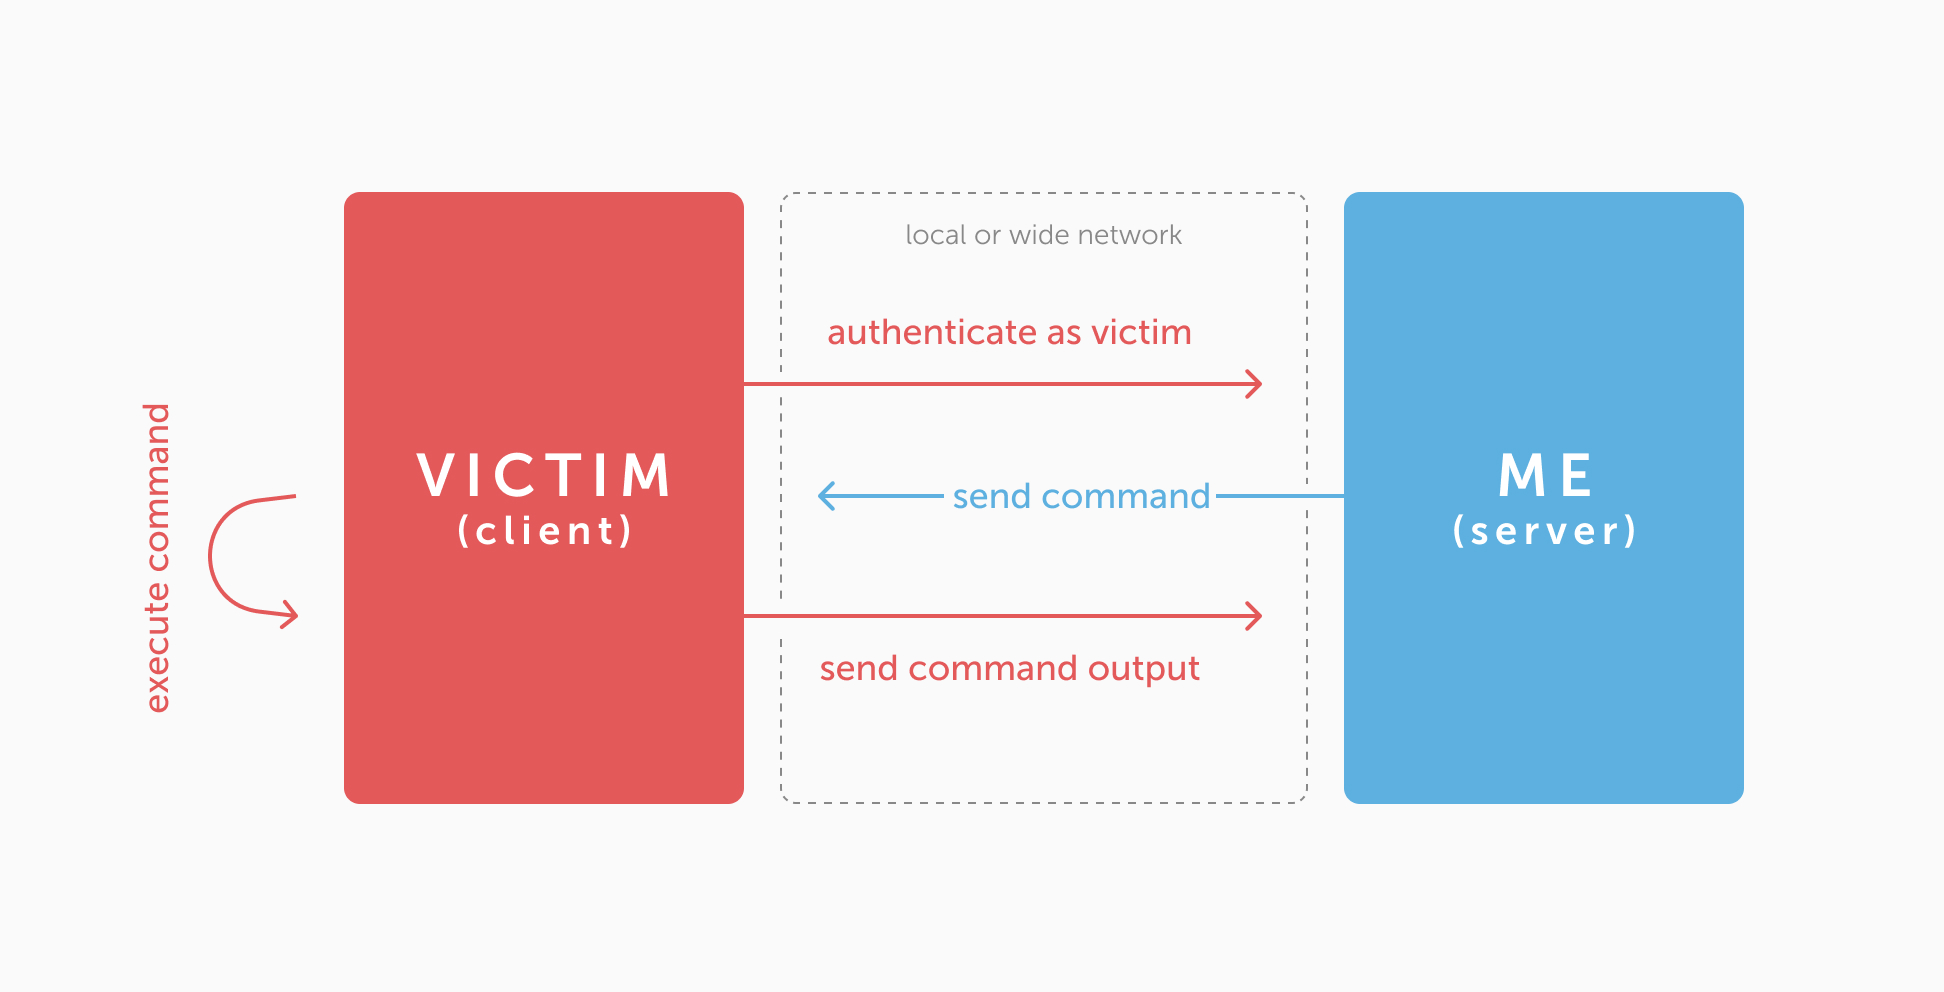 local or wide network
authenticate as victim
execute command
VICTIM
(client)
send command
ME
(server)
send command output